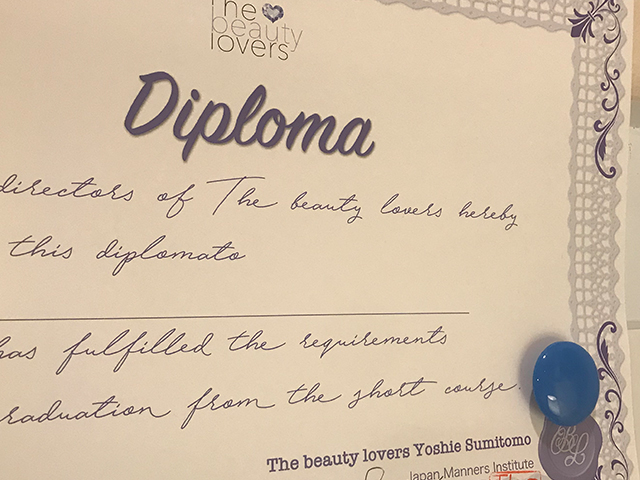 The
beauty
lovers
Diploma
directors of The beauty lovers hereby
this diplomato
has fulfilled the requirements
graduation from the short course.
The beauty lovers Yoshie Sumitomo
Japan Manners Institute